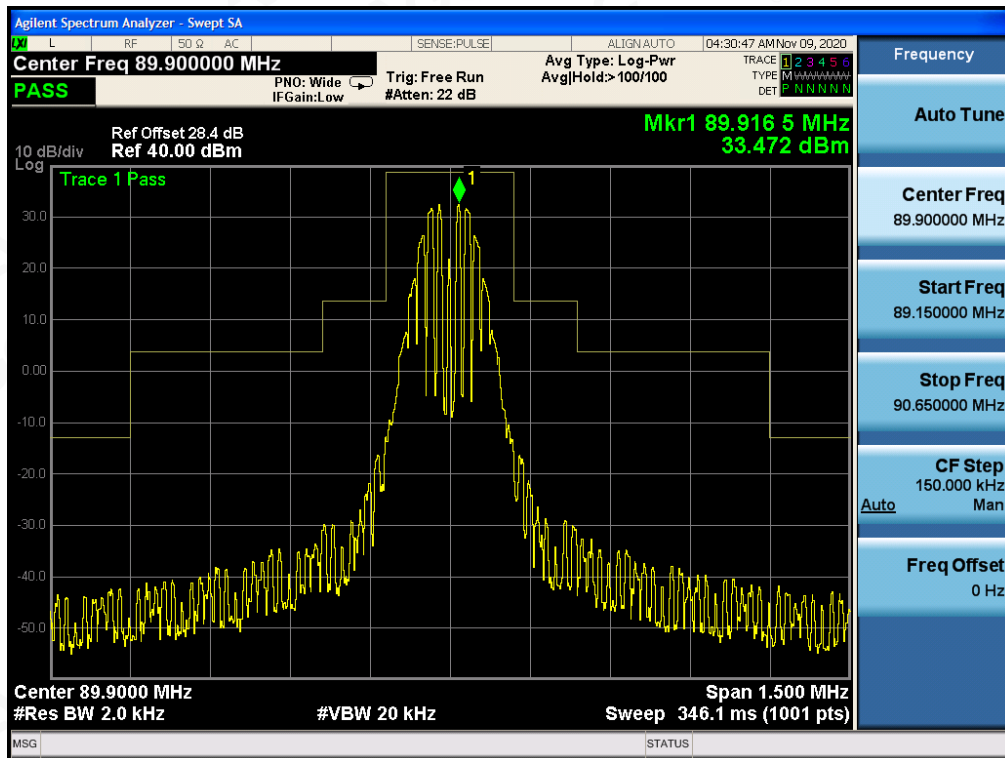 Agilent Spectrum Analyzer - Swept SA
LXI L RF 50 Ω AC SENSE:PULSE ALIGN AUTO 04:30:47 AM Nov 09, 2020
Center Freq 89.900000 MHz
PASS
PNO: Wide
IFGain:Low
Trig: Free Run
#Atten: 22 dB
Avg Type: Log-Pwr
Avg|Hold:>100/100
TRACE 1 2 3 4 5 6
TYPE M
DET P N N N N N
Mkr1 89.916 5 MHz
33.472 dBm
Ref Offset 28.4 dB
10 dB/div Ref 40.00 dBm
Log
Trace 1 Pass
1
30.0
20.0
10.0
0.00
-10.0
-20.0
-30.0
-40.0
-50.0
Center 89.9000 MHz Span 1.500 MHz
#Res BW 2.0 kHz #VBW 20 kHz Sweep 346.1 ms (1001 pts)
MSG STATUS
Frequency
Auto Tune
Center Freq
89.900000 MHz
Start Freq
89.150000 MHz
Stop Freq
90.650000 MHz
CF Step
150.000 kHz
Auto Man
Freq Offset
0 Hz